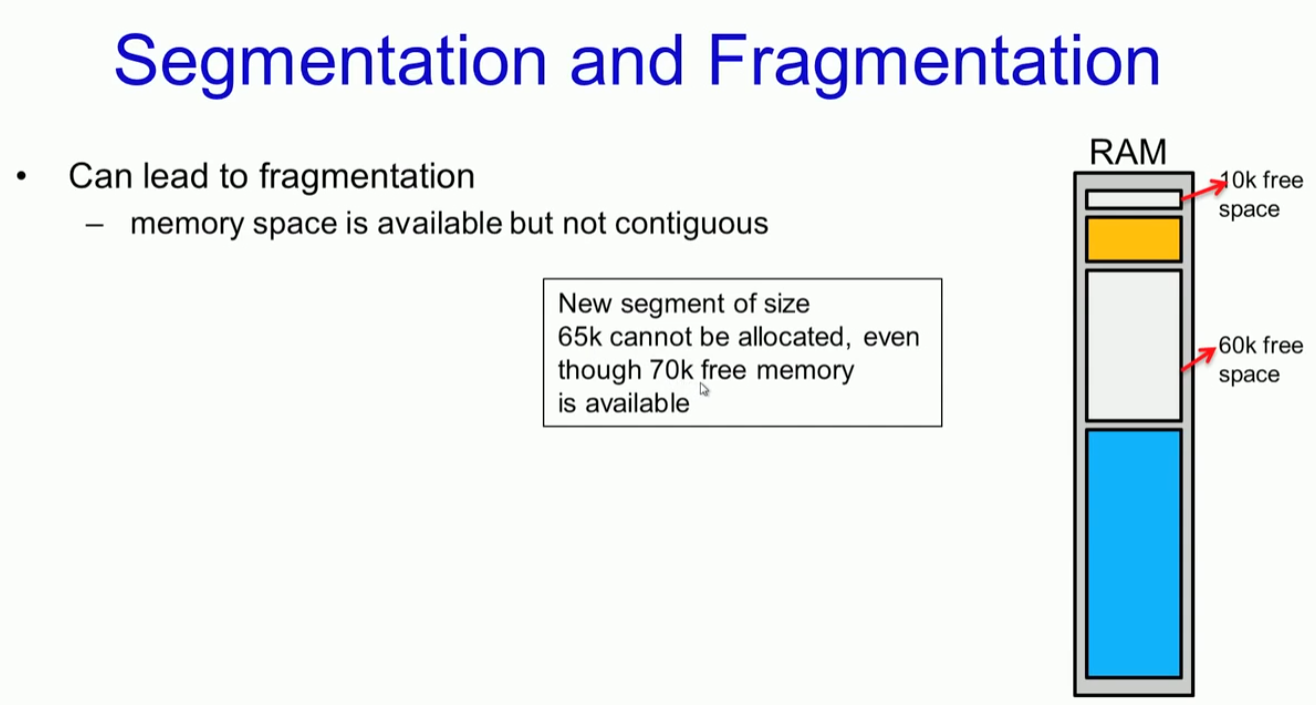 Segmentation and Fragmentation
• Can lead to fragmentation
– memory space is available but not contiguous
New segment of size
65k cannot be allocated, even
though 70k free memory
is available
RAM
10k free
space
60k free
space